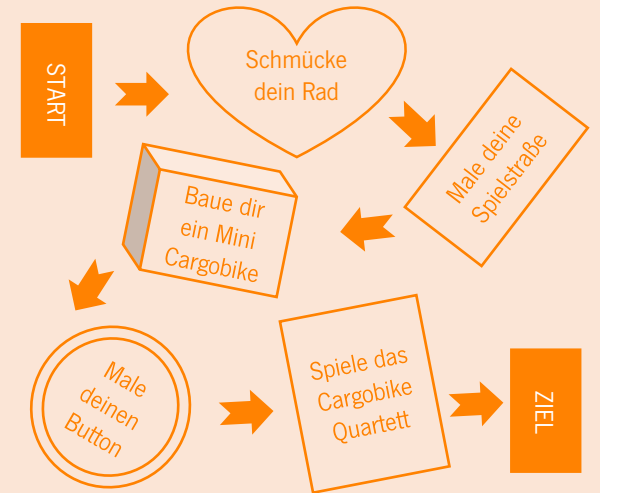 START
Schmücke
dein Rad
Male deine
Spielstraße
Baue dir
ein Mini
Cargobike
Male
deinen
Button
Spiele das
Cargobike
Quartett
ZIEL